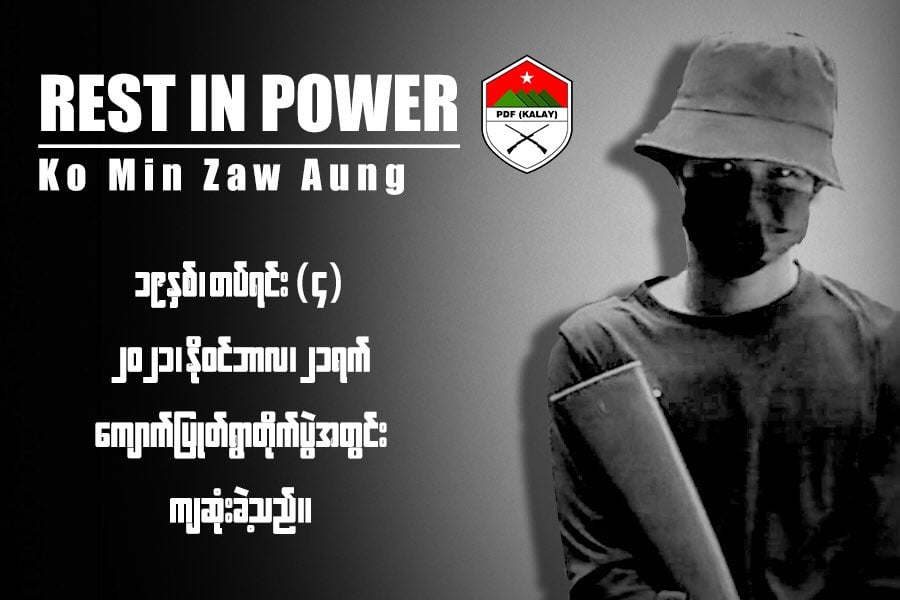 REST IN POWER
PDF (KALAY)
Ko Min Zaw Aung
၁၉နှစ်၊ တပ်ရင်း (၄)
၂၀၂၁၊ နိုဝင်ဘာလ၊ ၂၁ရက်
ကျောက်ပြုတ်ရွာတိုက်ပွဲအတွင်း
ကျဆုံးခဲ့သည်။